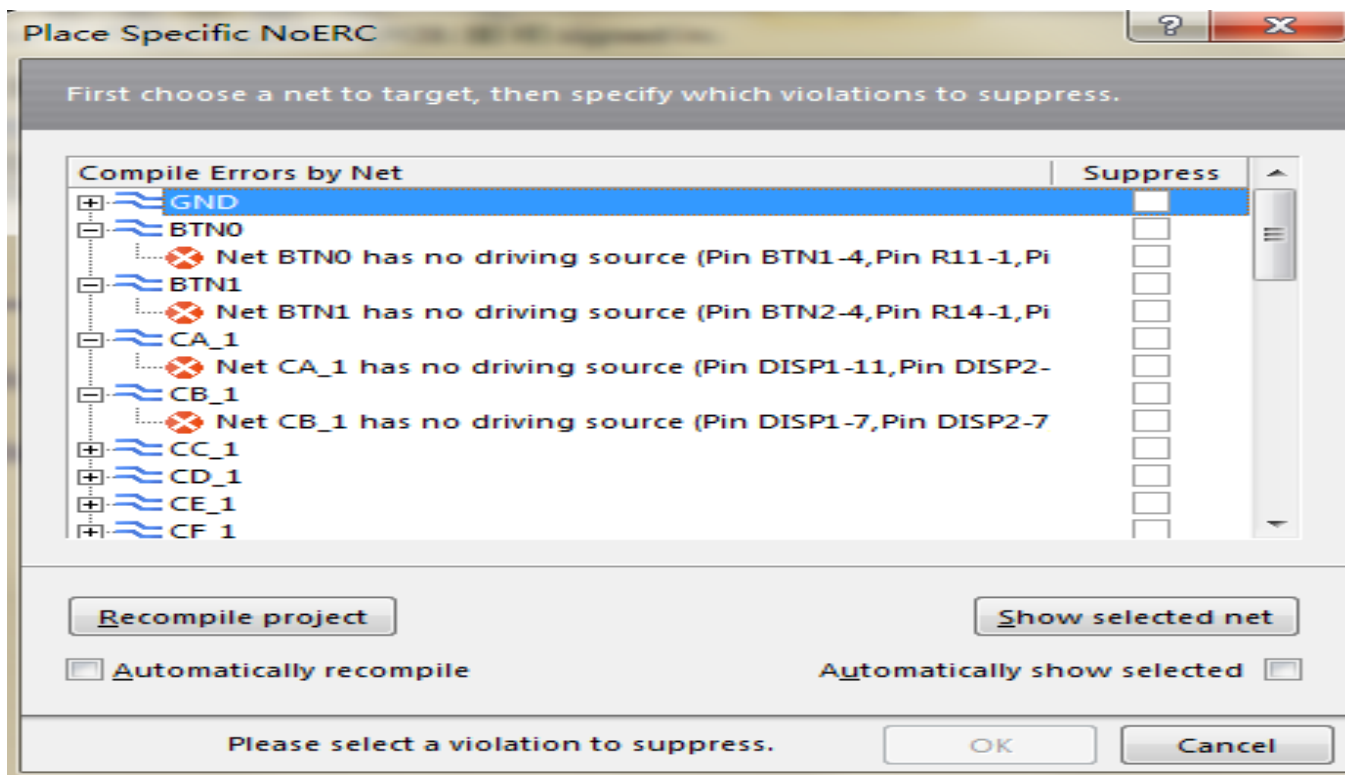 Place Specific NoERC
First choose a net to target, then specify which violations to suppress.
Compile Errors by Net Suppress
GND
BTN0
Net BTN0 has no driving source (Pin BTN1-4,Pin R11-1,Pi
BTN1
Net BTN1 has no driving source (Pin BTN2-4,Pin R14-1,Pi
CA_1
Net CA_1 has no driving source (Pin DISP1-11,Pin DISP2-
CB_1
Net CB_1 has no driving source (Pin DISP1-7,Pin DISP2-7
CC_1
CD_1
CE_1
CF_1
Recompile project Show selected net
Automatically recompile Automatically show selected
Please select a violation to suppress. OK Cancel